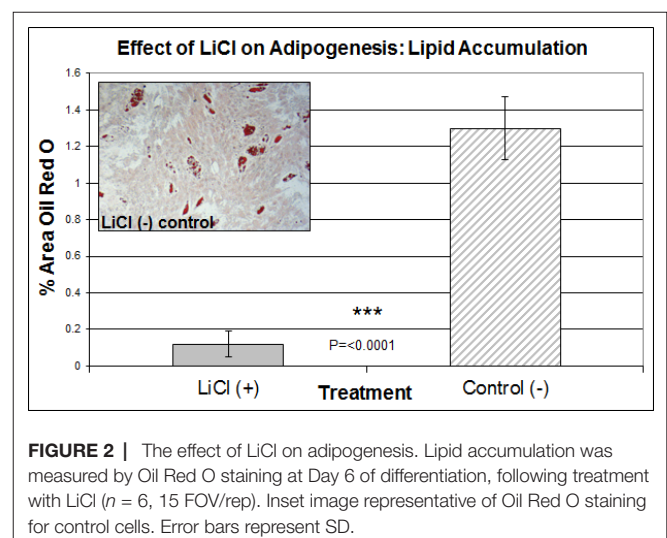 Effect of LiCl on Adipogenesis: Lipid Accumulation
1.6
1.4
1.2
1
0.8
0.6
0.4
0.2
0
% Area Oil Red O
LiCl (-) control
***
P=<0.0001
LiCl (+)
Treatment
Control (-)
FIGURE 2 | The effect of LiCl on adipogenesis. Lipid accumulation was
measured by Oil Red O staining at Day 6 of differentiation, following treatment
with LiCl (n = 6, 15 FOV/rep). Inset image representative of Oil Red O staining
for control cells. Error bars represent SD.